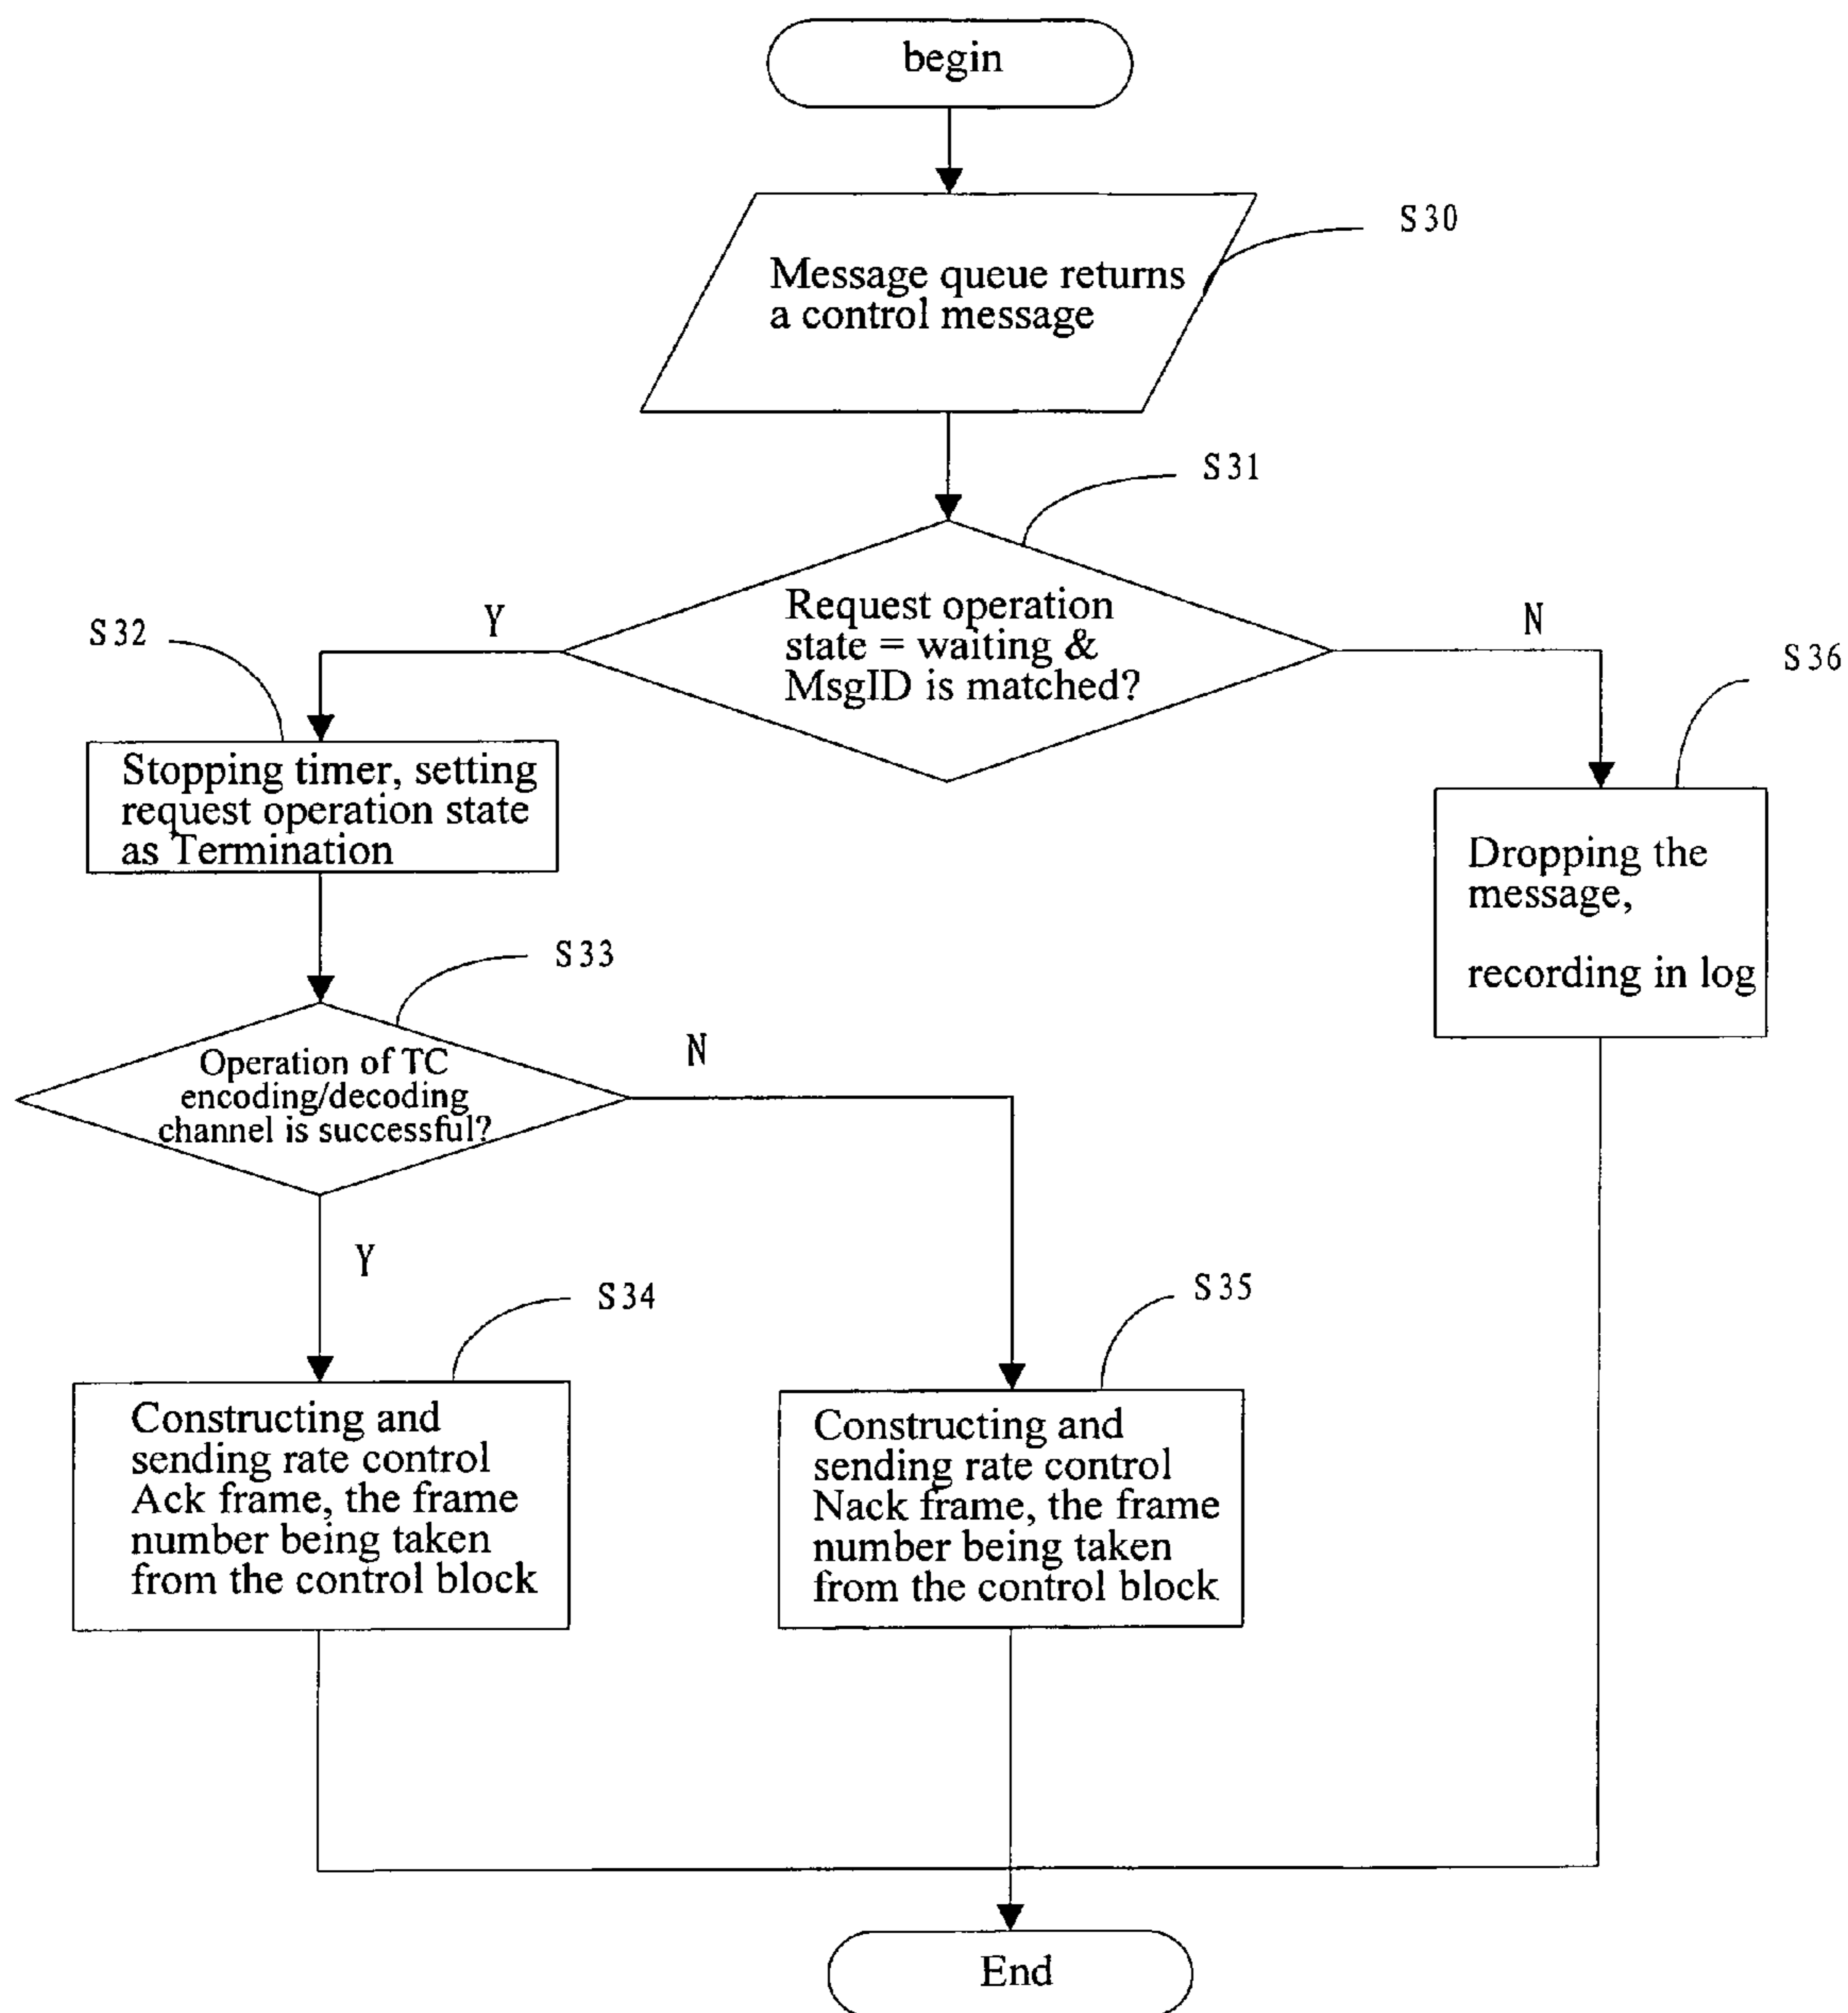 begin
S30
Message queue returns
a control message
S31
Request operation
state = waiting &
MsgID is matched?
Y
N
S32
S36
Stopping timer, setting
request operation state
as Termination
Dropping the
message,
recording in log
S33
Operation of TC
encoding/decoding
channel is successful?
N
Y
S34
S35
Constructing and
sending rate control
Ack frame, the frame
number being taken
from the control block
Constructing and
sending rate control
Nack frame, the frame
number being taken
from the control block
End